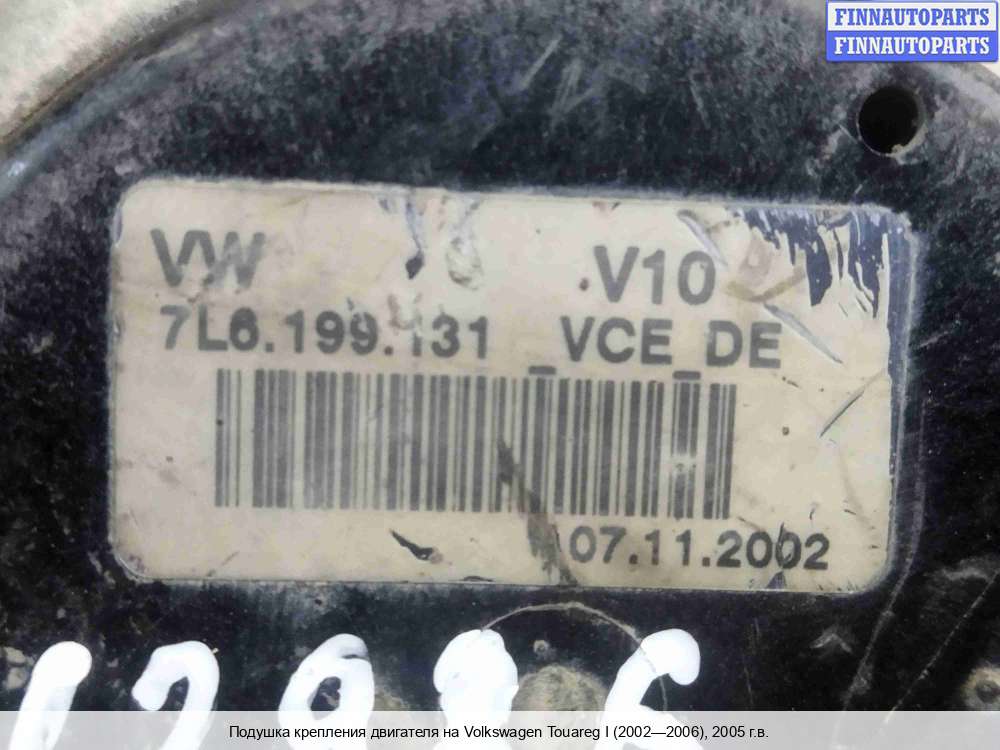 FINNAUTOPARTS
FINNAUTOPARTS
VW V10
7L6.199.131 _VCE_DE
07.11.2002
Подушка крепления двигателя на Volkswagen Touareg I (2002—2006), 2005 г.в.